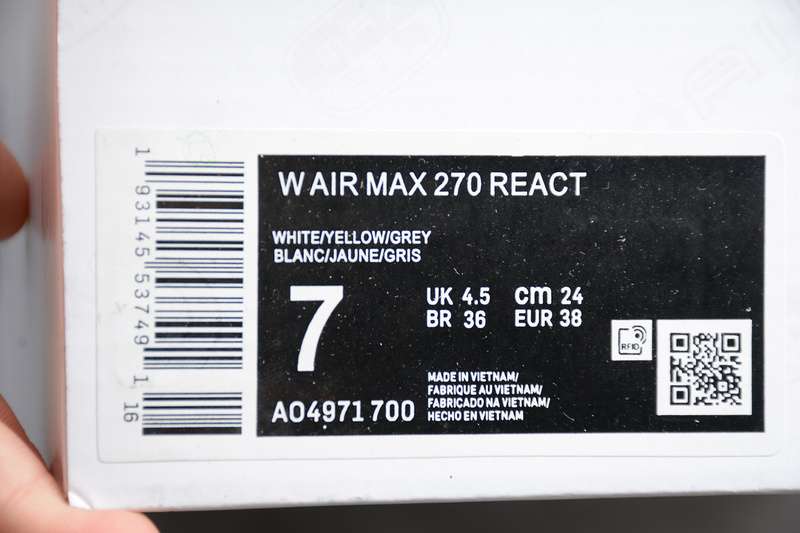 W AIR MAX 270 REACT
WHITE/YELLOW/GREY
BLANC/JAUNE/GRIS
7
UK 4.5 cm 24
BR 36 EUR 38
AO4971 700
MADE IN VIETNAM/
FABRIQUE AU VIETNAM/
FABRICADO NA VIETNAM/
HECHO EN VIETNAM
RFID
1 93145 53749 1
16